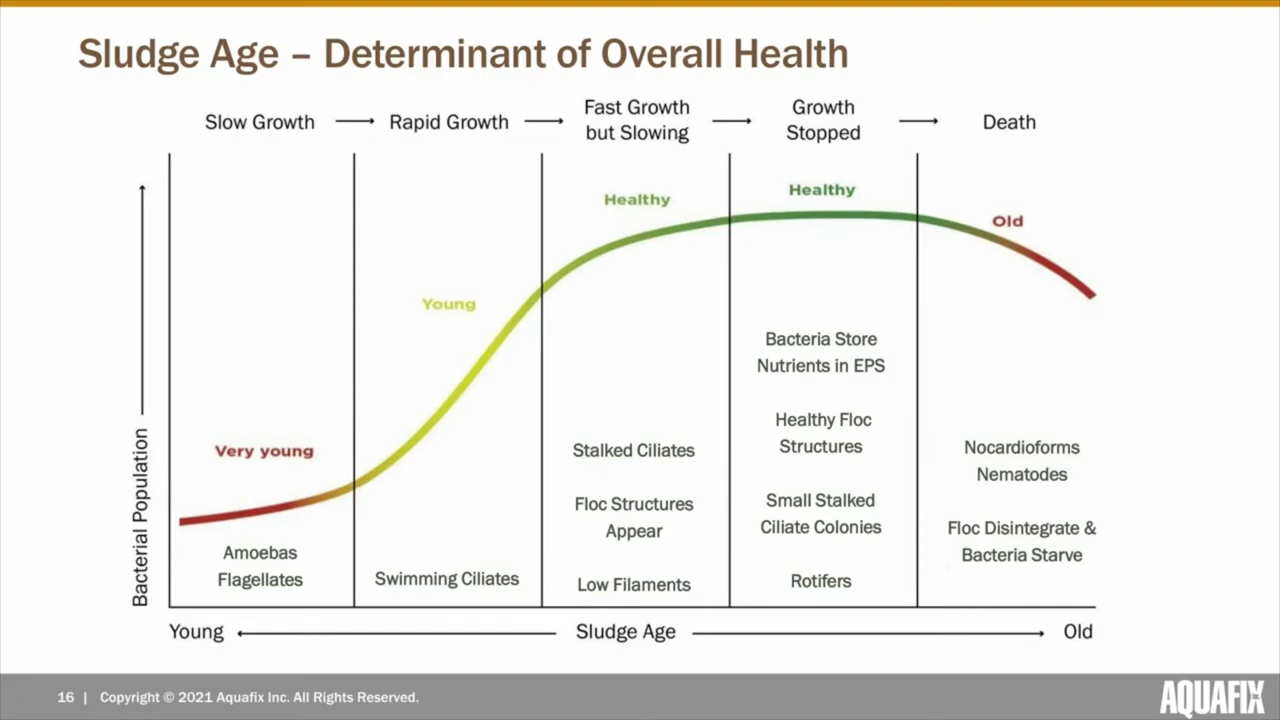 Sludge Age – Determinant of Overall Health
Slow Growth
Rapid Growth
Fast Growth
but Slowing
Growth
Stopped
Death
Healthy
Healthy
Old
Young
Very young
Bacterial Population
Amoebas
Flagellates
Swimming Ciliates
Stalked Ciliates
Floc Structures
Appear
Low Filaments
Bacteria Store
Nutrients in EPS
Healthy Floc
Structures
Small Stalked
Ciliate Colonies
Rotifers
Nocardioforms
Nematodes
Floc Disintegrate &
Bacteria Starve
Young
Sludge Age
Old
16 | Copyright © 2021 Aquafix Inc. All Rights Reserved.
AQUAFIX INC.